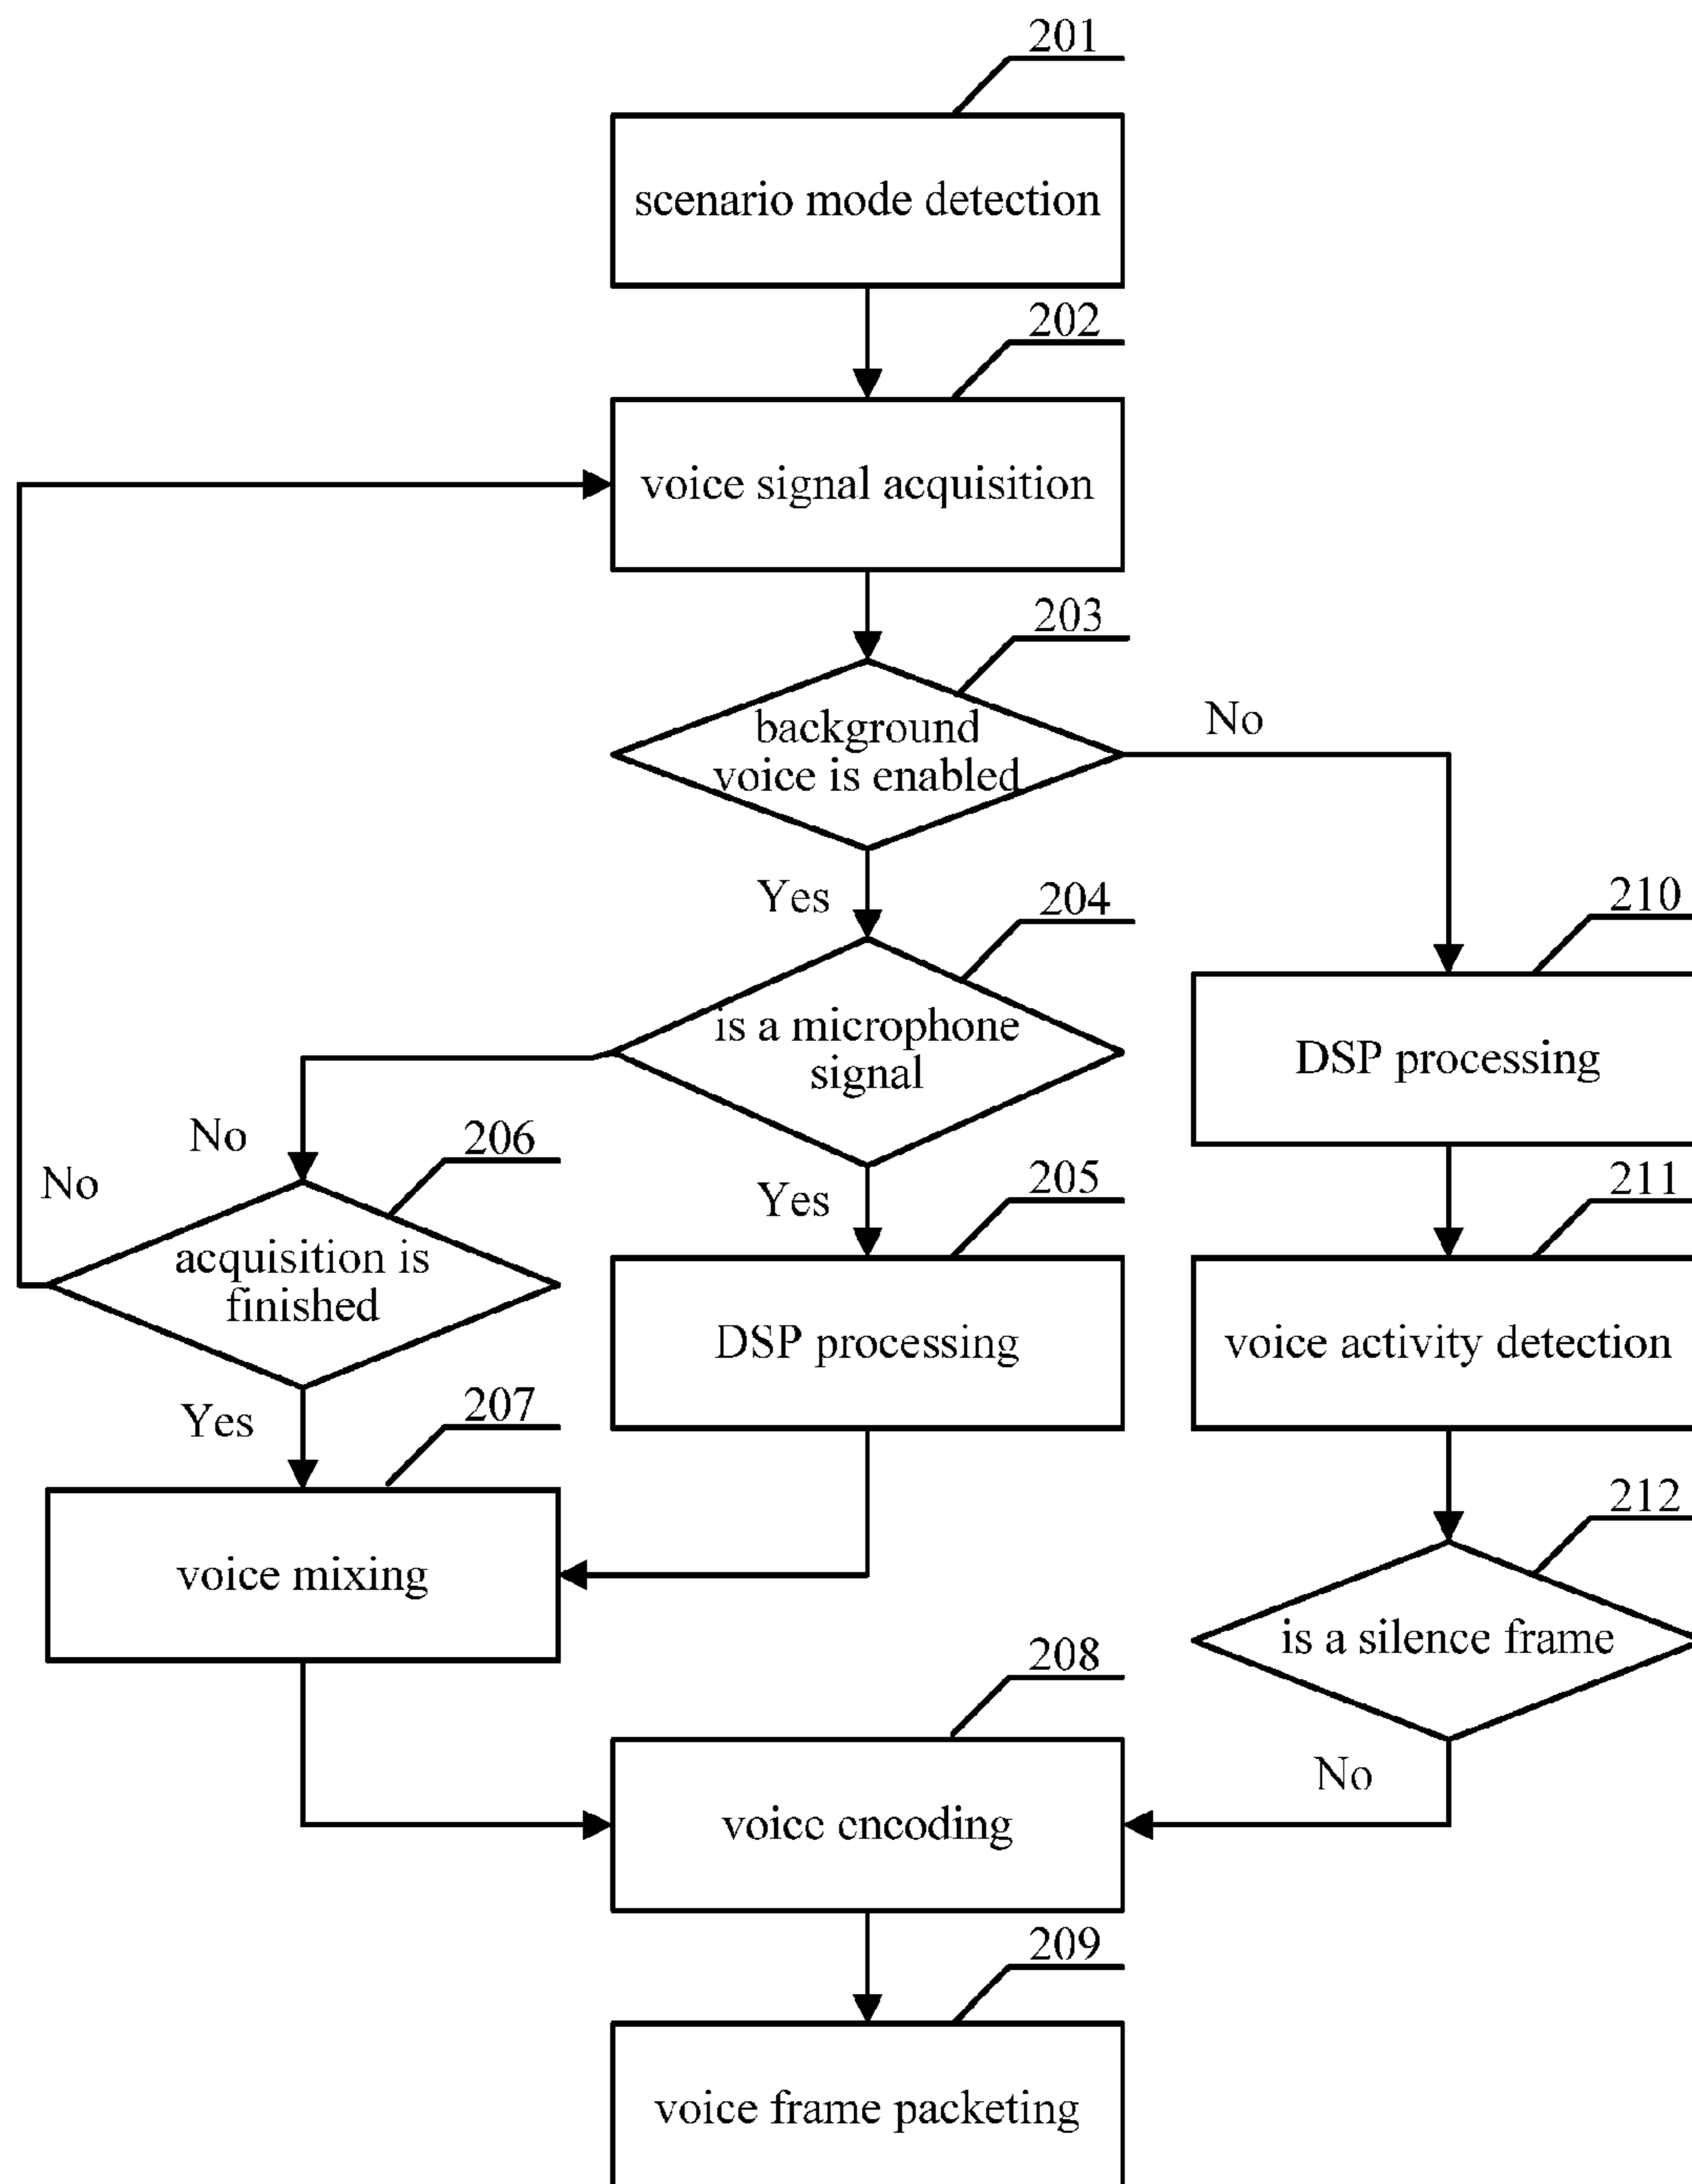 201
scenario mode detection
202
voice signal acquisition
203
background
voice is enabled
No
Yes
204
is a microphone
signal
210
DSP processing
No
206
No
acquisition is
finished
Yes
205
DSP processing
211
voice activity detection
Yes
207
voice mixing
212
is a silence frame
No
208
voice encoding
209
voice frame packeting